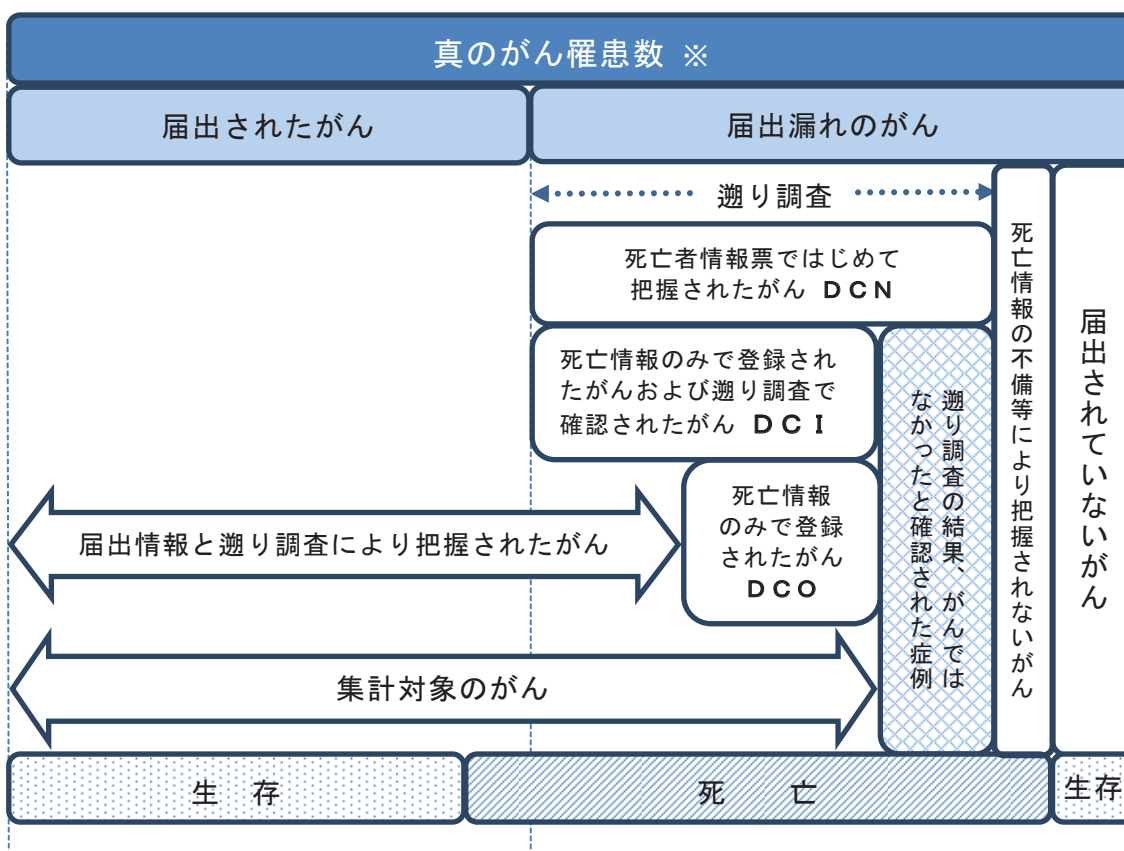 真のがん罹患数 ※
届出されたがん
届出漏れのがん
遡り調査
死亡者情報票ではじめて
把握されたがん ＤＣＮ
死亡情報のみで登録され
たがんおよび遡り調査で
確認されたがん ＤＣＩ
死亡情報
のみで登録
されたがん
ＤＣＯ
遡り調査の結果、がんでは
なかったと確認された症例
死亡情報の不備等により把握されないがん
届出されていないがん
届出情報と遡り調査により把握されたがん
集計対象のがん
生 存
死 亡
生存